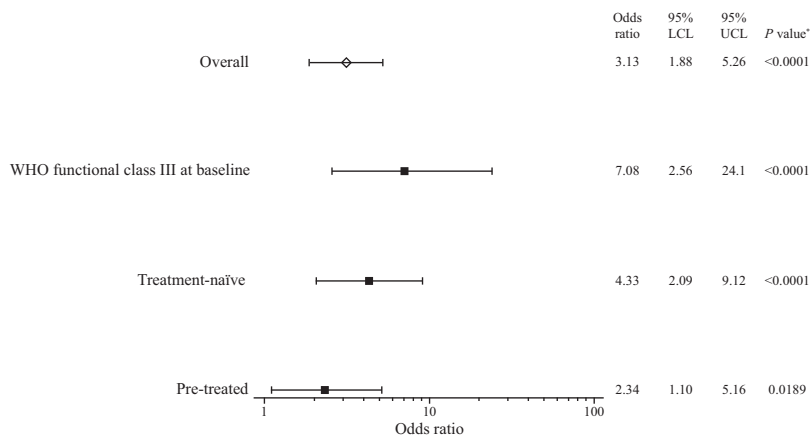 Odds ratio 95% LCL 95% UCL P value*
Overall 3.13 1.88 5.26 <0.0001
WHO functional class III at baseline 7.08 2.56 24.1 <0.0001
Treatment-naïve 4.33 2.09 9.12 <0.0001
Pre-treated 2.34 1.10 5.16 0.0189
1 10 100
Odds ratio